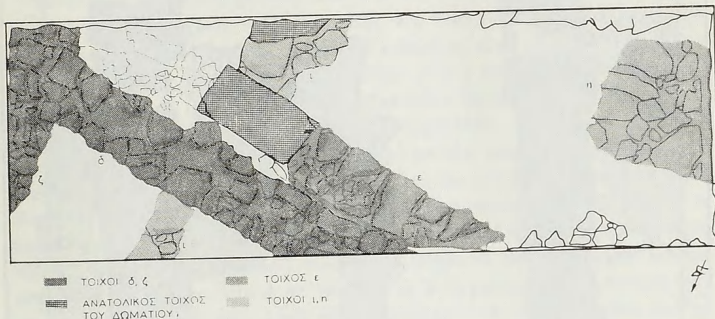 ι
η
δ
ζ
ε
ι
ΤΟΙΧΟΙ δ, ζ
ΤΟΙΧΟΣ ε
ΑΝΑΤΟΛΙΚΟΣ ΤΟΙΧΟΣ
ΤΟΥ ΔΩΜΑΤΙΟΥ
ΤΟΙΧΟΙ ι, η